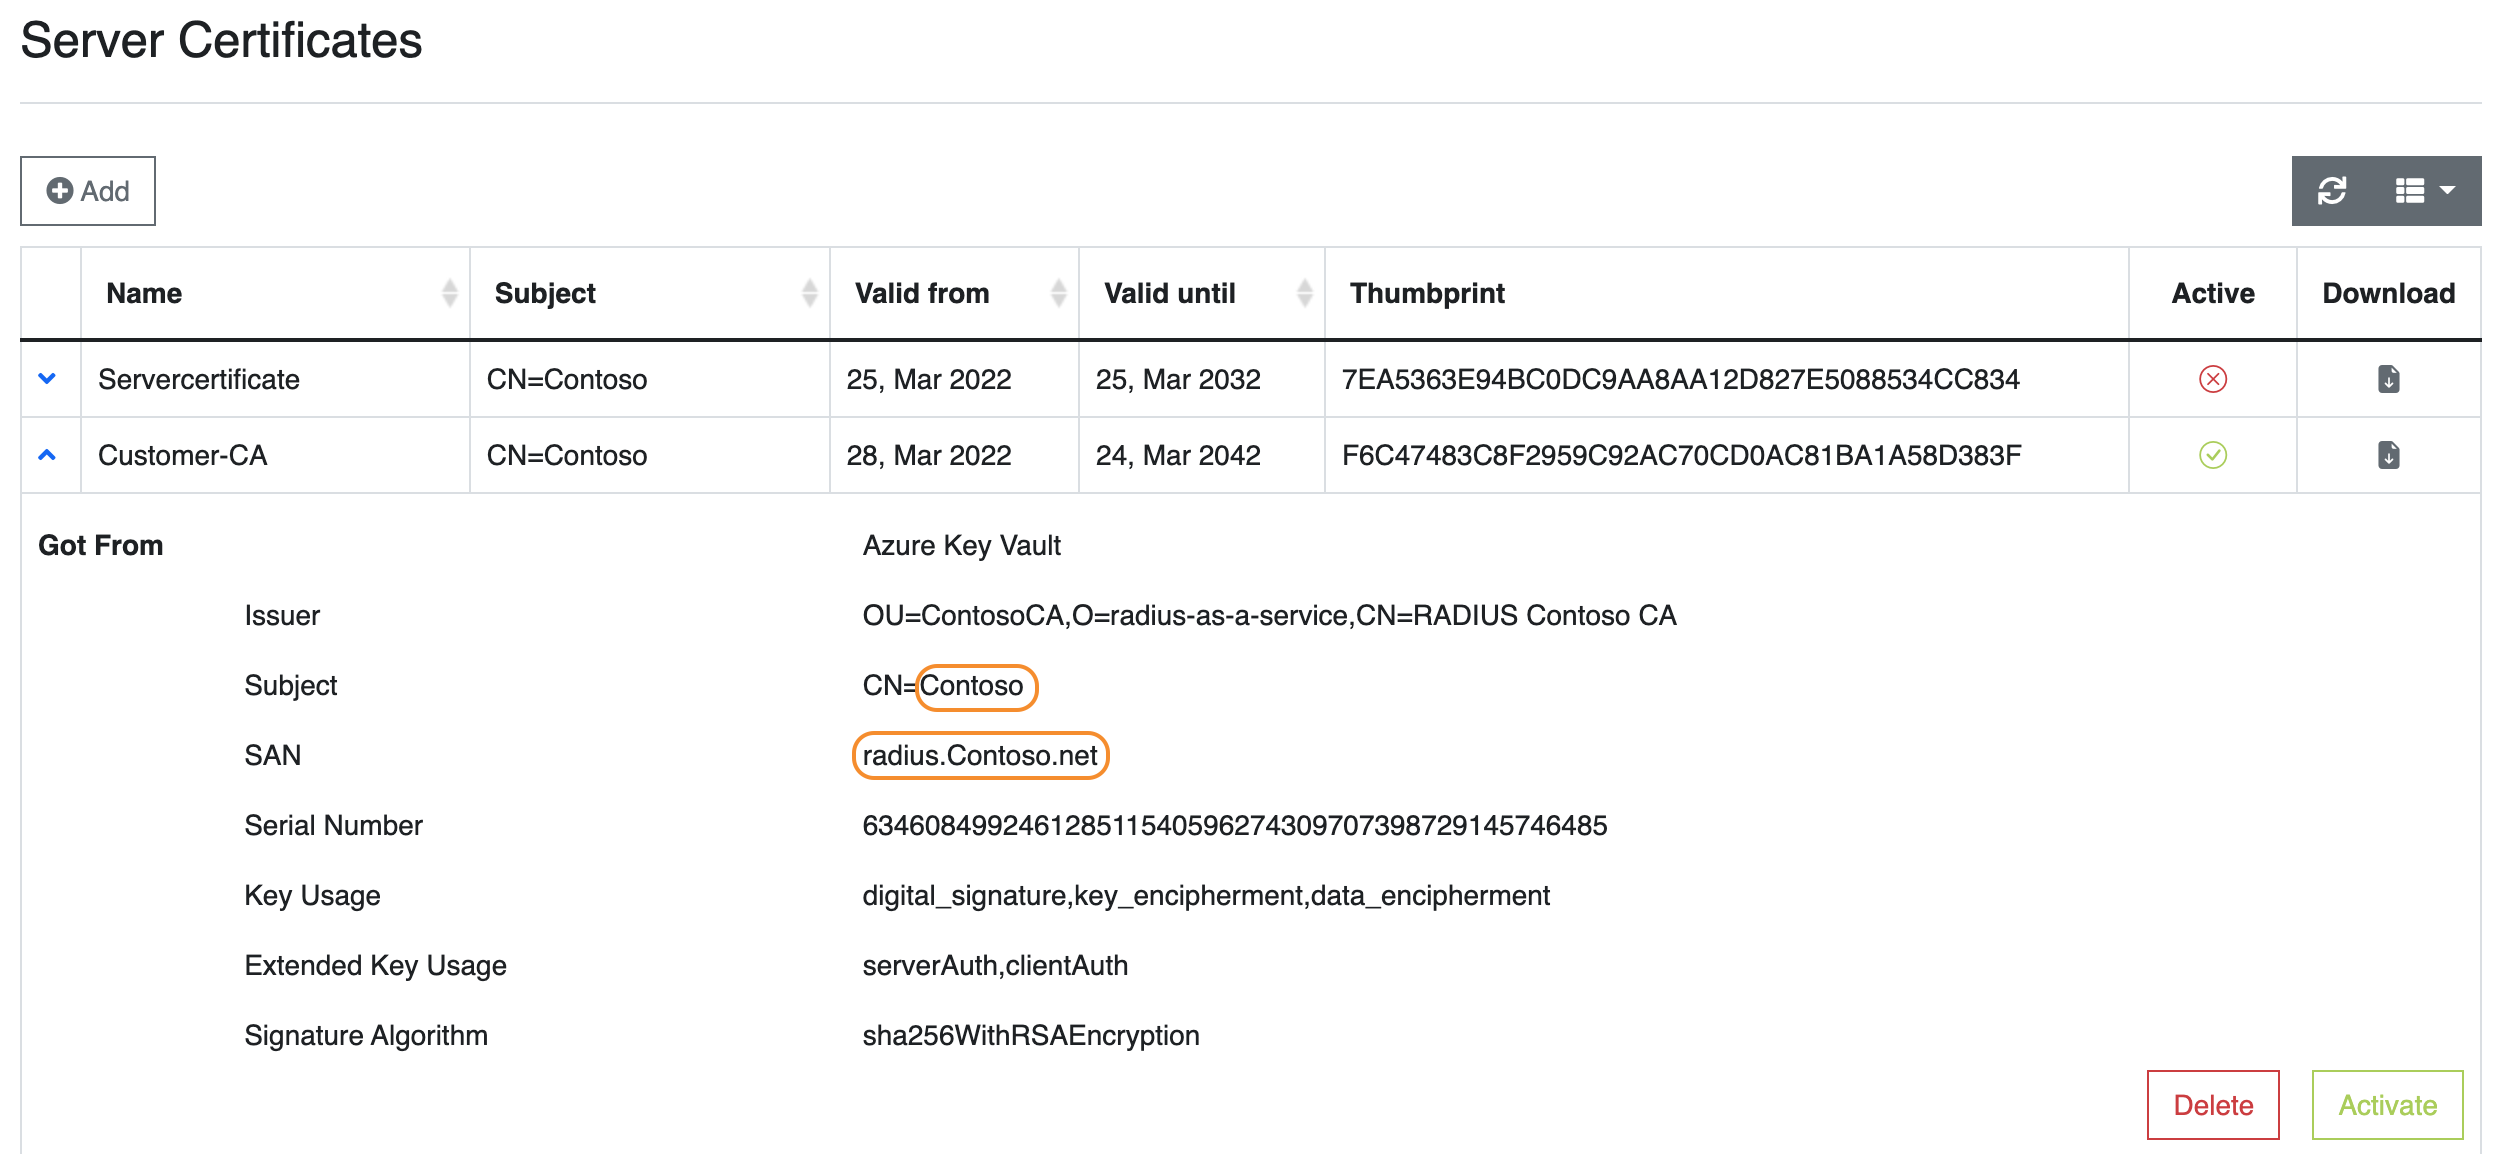 Server Certificates
Add
Name Subject Valid from Valid until Thumbprint Active Download
Servercertificate CN=Contoso 25, Mar 2022 25, Mar 2032 7EA5363E94BC0DC9AA8AA12D827E5088534CC834
Customer-CA CN=Contoso 28, Mar 2022 24, Mar 2042 F6C47483C8F2959C92AC70CD0AC81BA1A58D383F
Got From Azure Key Vault
Issuer OU=ContosoCA,O=radius-as-a-service,CN=RADIUS Contoso CA
Subject CN=Contoso
SAN radius.Contoso.net
Serial Number 634608499246128511540596274309707398729145746485
Key Usage digital_signature,key_encipherment,data_encipherment
Extended Key Usage serverAuth,clientAuth
Signature Algorithm sha256WithRSAEncryption
Delete Activate